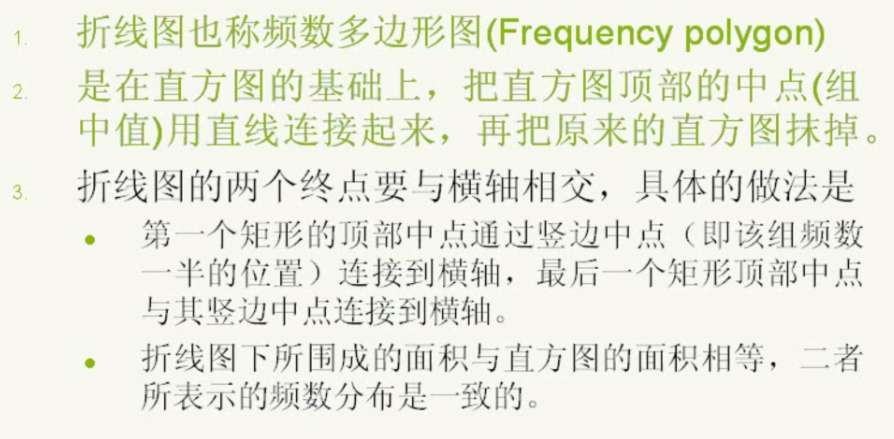 1. 折线图也称频数多边形图(Frequency polygon)
2. 是在直方图的基础上，把直方图顶部的中点(组
中值)用直线连接起来，再把原来的直方图抹掉。
3. 折线图的两个终点要与横轴相交，具体的做法是
● 第一个矩形的顶部中点通过竖边中点（即该组频数
一半的位置）连接到横轴，最后一个矩形顶部中点
与其竖边中点连接到横轴。
● 折线图下所围成的面积与直方图的面积相等，二者
所表示的频数分布是一致的。